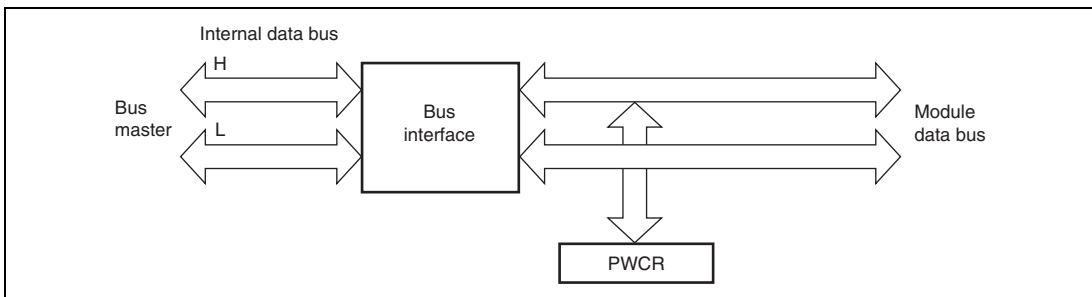 Internal data bus
H
Bus
master
L
Bus
interface
Module
data bus
PWCR